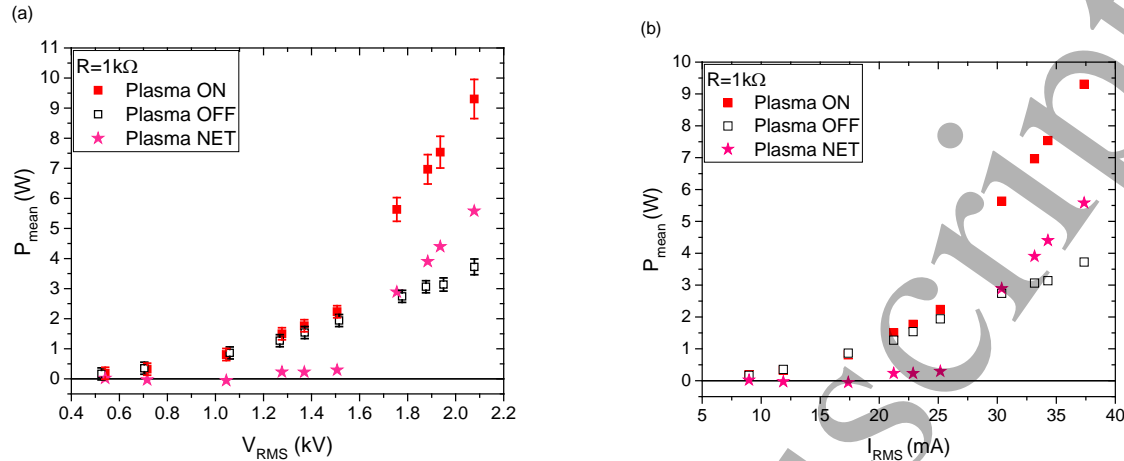 (a)
R=1kΩ
Plasma ON
Plasma OFF
Plasma NET
P_mean (W)
11
10
9
8
7
6
5
4
3
2
1
0
0.4 0.6 0.8 1.0 1.2 1.4 1.6 1.8 2.0 2.2
V_RMS (kV)
(b)
R=1kΩ
Plasma ON
Plasma OFF
Plasma NET
P_mean (W)
10
9
8
7
6
5
4
3
2
1
0
5 10 15 20 25 30 35 40
I_RMS (mA)